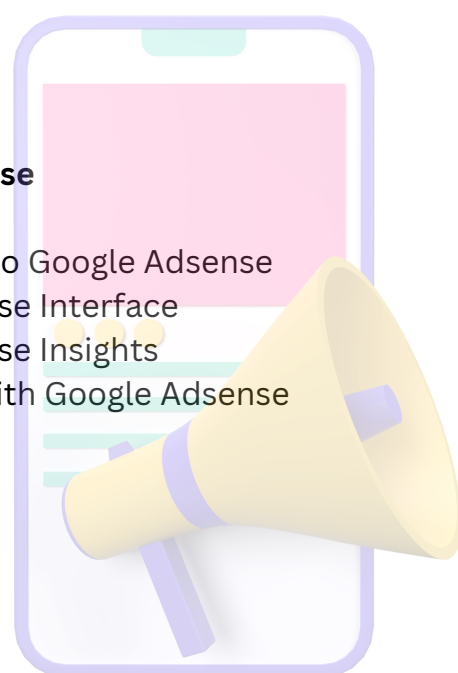 se
o Google Adsense
se Interface
se Insights
ith Google Adsense